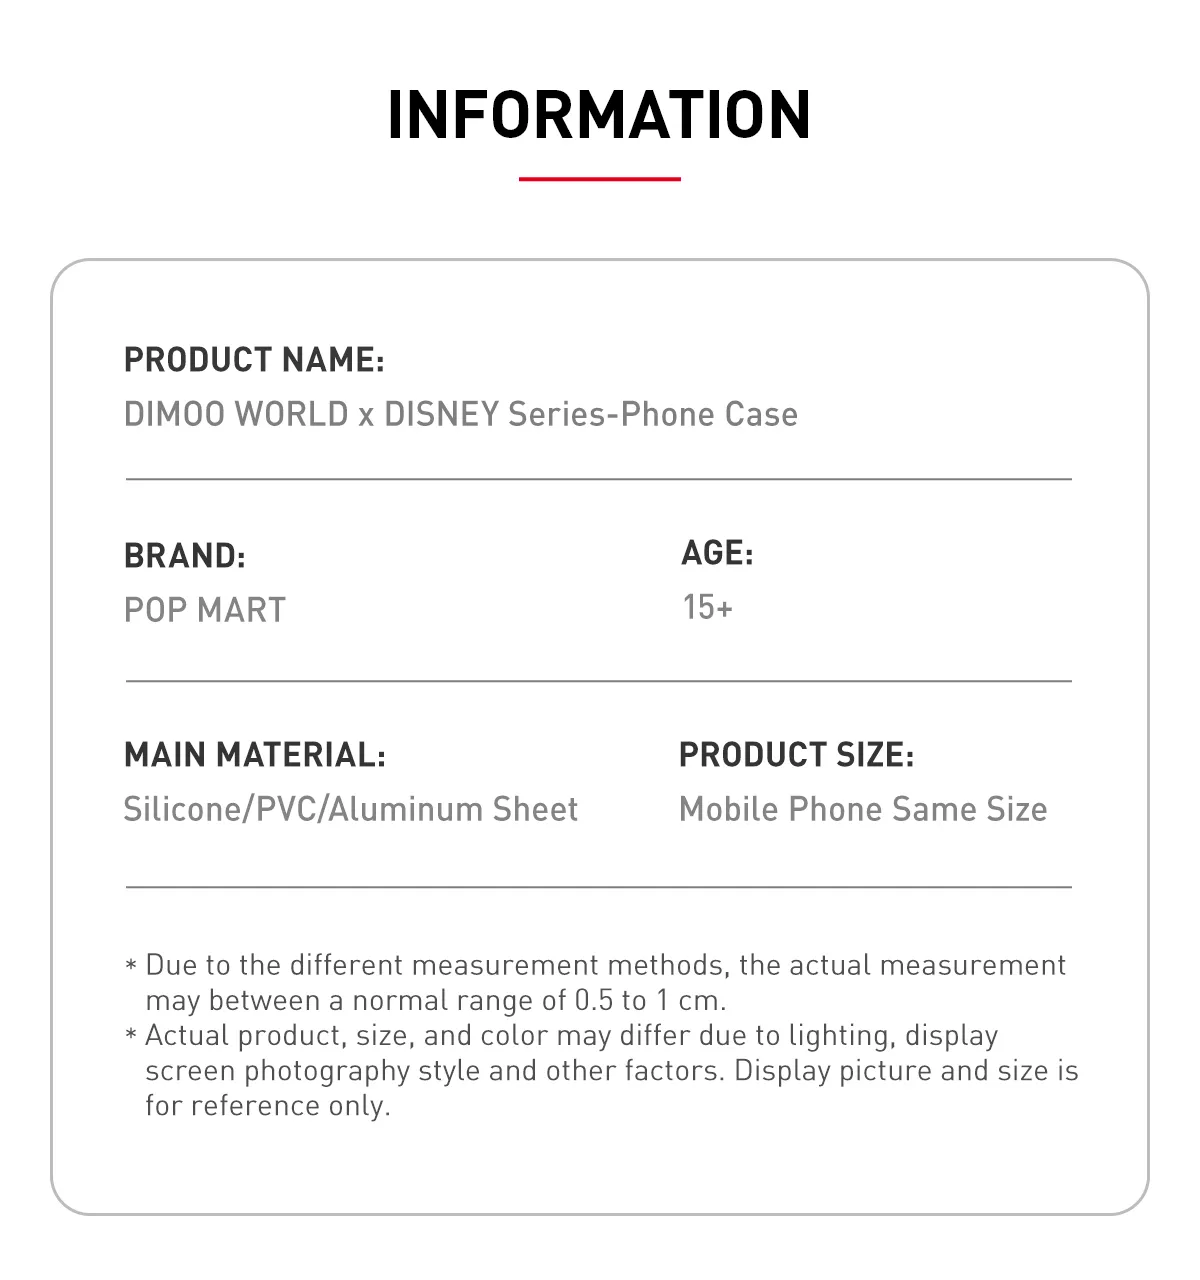 INFORMATION
PRODUCT NAME:
DIMOO WORLD x DISNEY Series-Phone Case
BRAND:
POP MART
AGE:
15+
MAIN MATERIAL:
Silicone/PVC/Aluminum Sheet
PRODUCT SIZE:
Mobile Phone Same Size
* Due to the different measurement methods, the actual measurement
may between a normal range of 0.5 to 1 cm.
* Actual product, size, and color may differ due to lighting, display
screen photography style and other factors. Display picture and size is
for reference only.